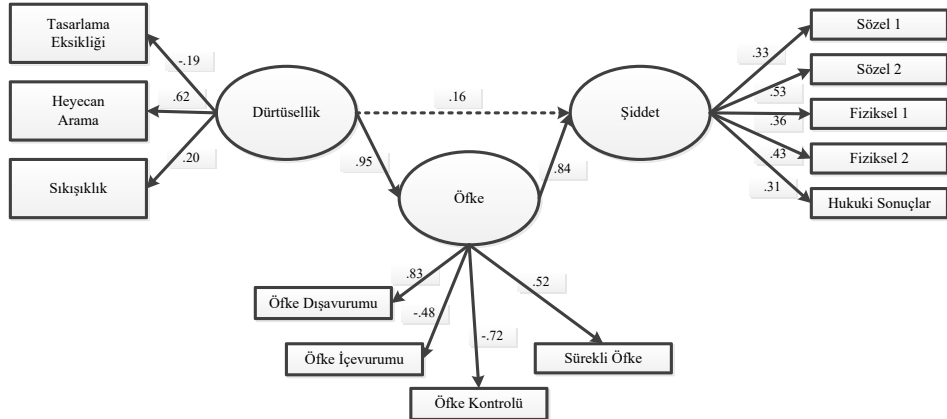 Tasarlama
Eksikliği
Heyecan
Arama
Sıkışıklık
-.19
.62
.20
Dürtüsellik
.16
.95
.84
Öfke
Şiddet
.33
.53
.36
.43
.31
Sözel 1
Sözel 2
Fiziksel 1
Fiziksel 2
Hukuki Sonuçlar
.83
-.48
-.72
.52
Öfke Dışavurumu
Öfke İçevurumu
Öfke Kontrolü
Sürekli Öfke